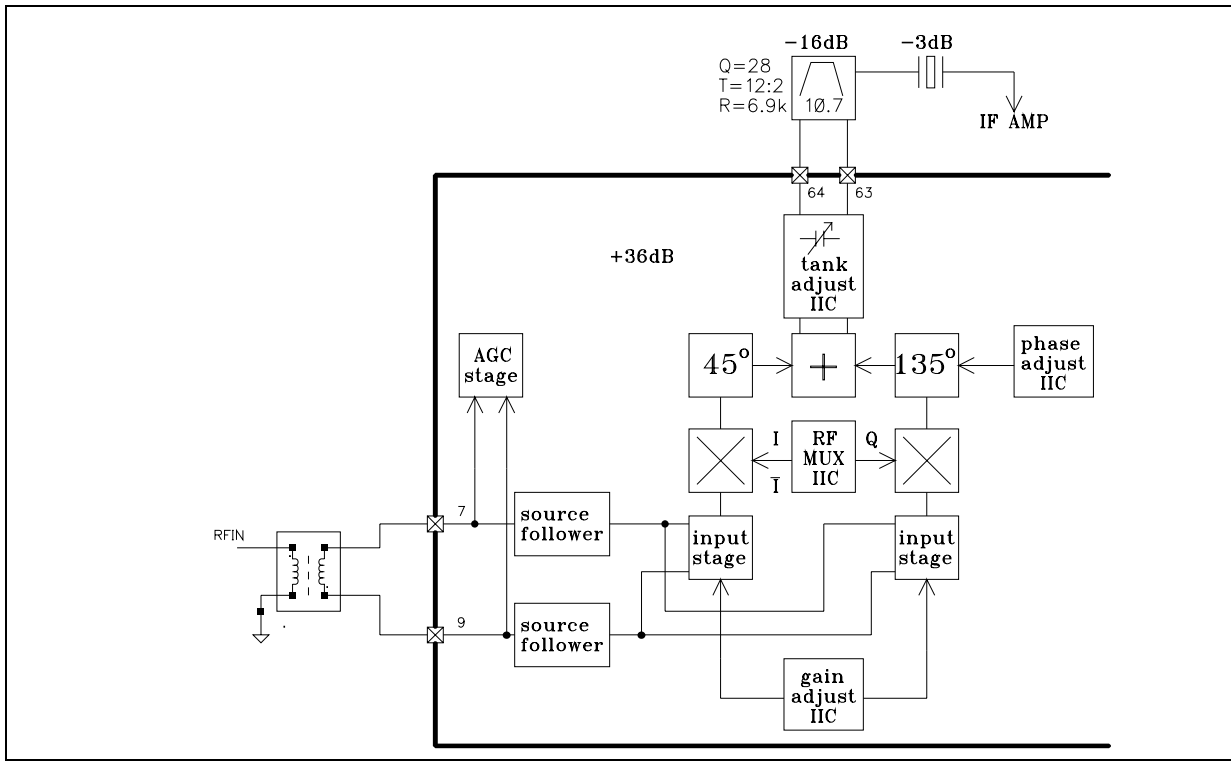 -16dB
-3dB
Q=28
T=12:2
R=6.9k
10.7
IF AMP
64
63
+36dB
tank
adjust
IIC
AGC
stage
45°
+
135°
phase
adjust
IIC
I
Ī
RF
MUX
IIC
Q
7
source
follower
RFIN
input
stage
input
stage
9
source
follower
gain
adjust
IIC